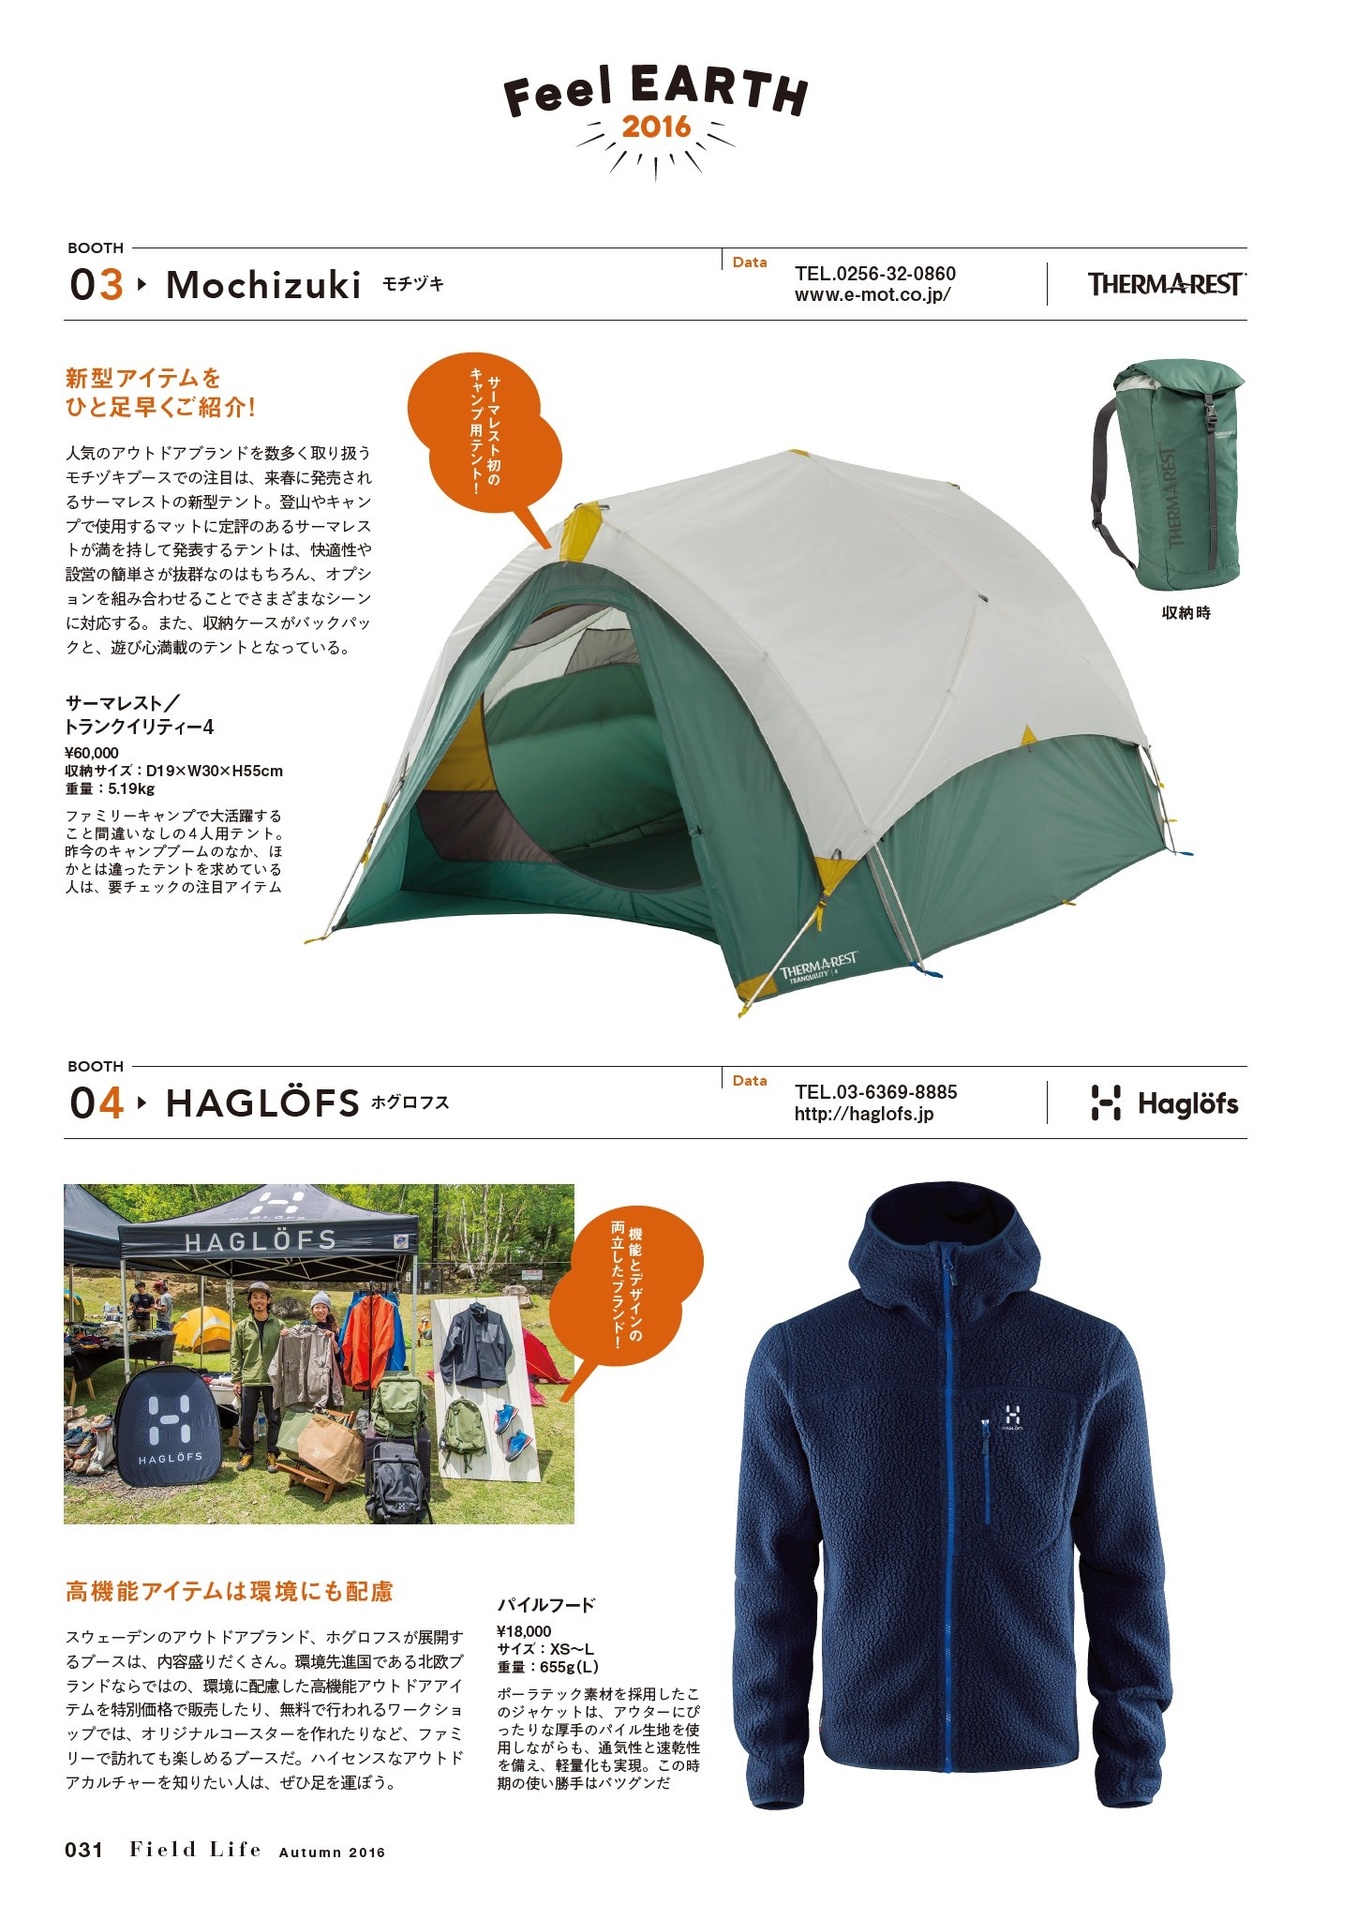 Feel EARTH
2016
BOOTH
03 Mochizuki モチヅキ
Data
TEL.0256-32-0860
www.e-mot.co.jp/
THERMAREST
新型アイテムを
ひと足早くご紹介!
人気のアウトドアブランドを数多く取り扱う
モチヅキブースでの注目は、来春に発売され
るサーマレストの新型テント。登山やキャン
プで使用するマットに定評のあるサーマレス
トが満を持して発表するテントは、快適性や
設営の簡単さが抜群なのはもちろん、オプシ
ョンを組み合わせることでさまざまなシーン
に対応する。また、収納ケースがバックパッ
クと、遊び心満載のテントとなっている。
サーマレスト初の
キャンプ用テント!
THERMAREST
収納時
サーマレスト/
トランクイリティー4
¥60,000
収納サイズ:D19×W30×H55cm
重量:5.19kg
ファミリーキャンプで大活躍する
こと間違いなしの4人用テント。
昨今のキャンプブームのなか、ほ
かとは違ったテントを求めている
人は、要チェックの注目アイテム
THERMAREST
TRANQUILITY 4
BOOTH
04 HAGLÖFS ホグロフス
Data
TEL.03-6369-8885
http://haglofs.jp
Haglöfs
HAGLÖFS
HAGLÖFS
HAGLÖFS
機能とデザインの
両立したブランド!
HAGLÖFS
高機能アイテムは環境にも配慮
スウェーデンのアウトドアブランド、ホグロフスが展開す
るブースは、内容盛りだくさん。環境先進国である北欧ブ
ランドならではの、環境に配慮した高機能アウトドアアイ
テムを特別価格で販売したり、無料で行われるワークショ
ップでは、オリジナルコースターを作れたりなど、ファミ
リーで訪れても楽しめるブースだ。ハイセンスなアウトド
アカルチャーを知りたい人は、ぜひ足を運ぼう。
パイルフード
¥18,000
サイズ:XS〜L
重量:655g(L)
ポーラテック素材を採用したこ
のジャケットは、アウターにぴ
ったりな厚手のパイル生地を使
用しながらも、通気性と速乾性
を備え、軽量化も実現。この時
期の使い勝手はバツグンだ
031 Field Life Autumn 2016